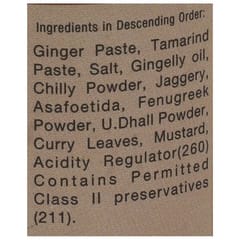 Ingredients in Descending Order:
Ginger Paste, Tamarind
Paste, Salt, Gingelly oil,
Chilly Powder, Jaggery,
Asafoetida, Fenugreek
Powder, U.Dhall Powder,
Curry Leaves, Mustard,
Acidity Regulator(260)
Contains Permitted
Class II preservatives
(211).